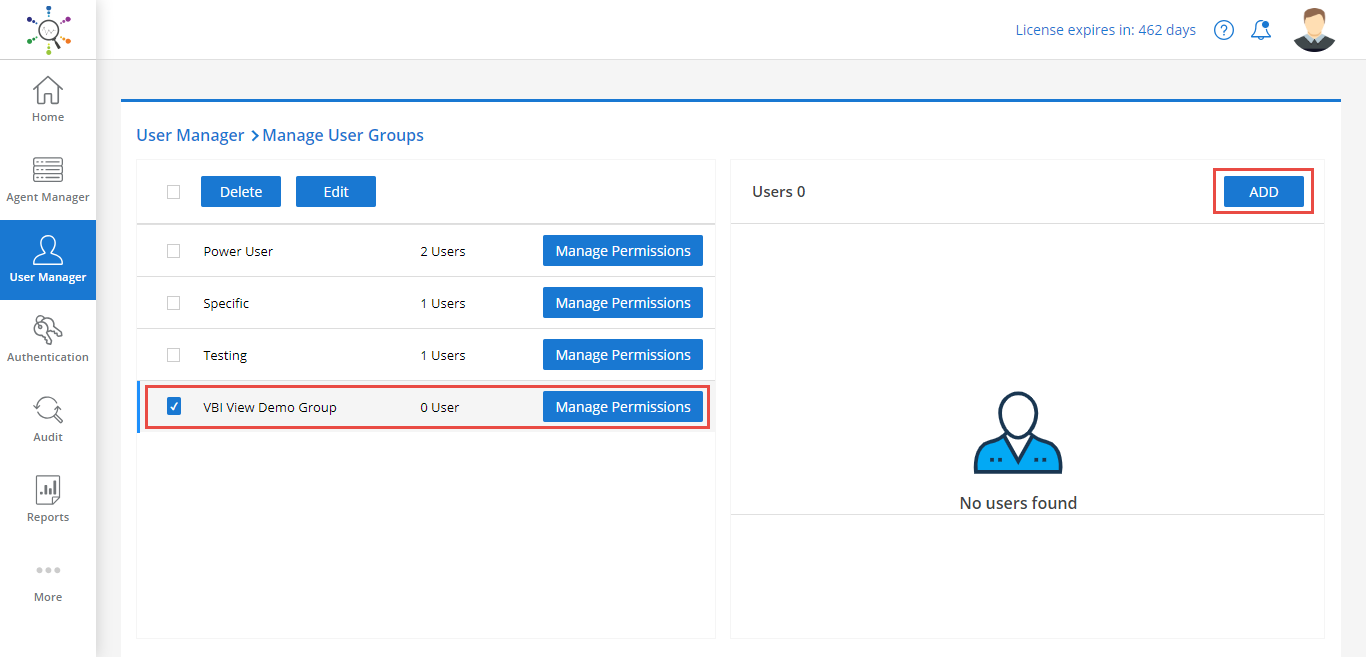 License expires in: 462 days
Home
Agent Manager
User Manager
Authentication
Audit
Reports
More
User Manager > Manage User Groups
Delete Edit
Power User 2 Users Manage Permissions
Specific 1 Users Manage Permissions
Testing 1 Users Manage Permissions
VBI View Demo Group 0 User Manage Permissions
Users 0 ADD
No users found